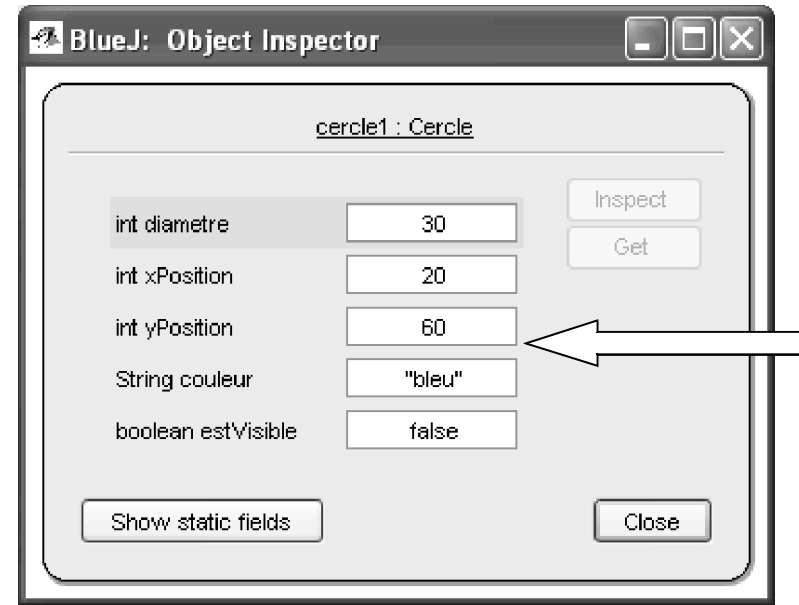 BlueJ: Object Inspector
cercle1 : Cercle
Inspect
Get
int diametre 30
int xPosition 20
int yPosition 60
String couleur "bleu"
boolean estVisible false
Show static fields
Close